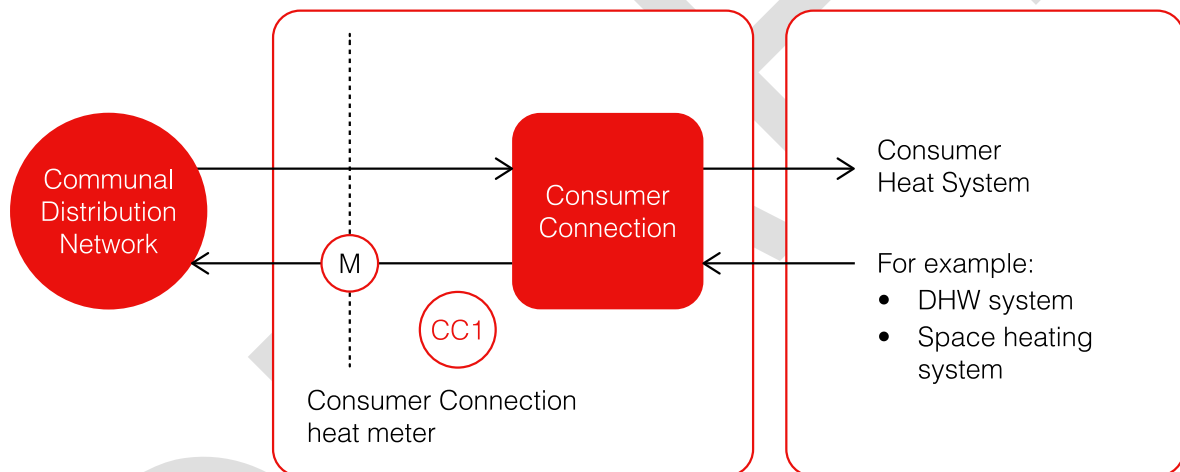 Communal
Distribution
Network
M
CC1
Consumer Connection
heat meter
Consumer
Connection
Consumer
Heat System
For example:
• DHW system
• Space heating
system